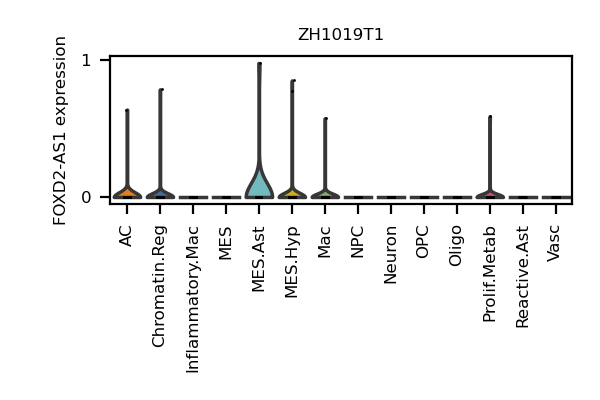 ZH1019T1
FOXD2-AS1 expression
1
0
AC
Chromatin.Reg
Inflammatory.Mac
MES
MES.Ast
MES.Hyp
Mac
NPC
Neuron
OPC
Oligo
Prolif.Metab
Reactive.Ast
Vasc